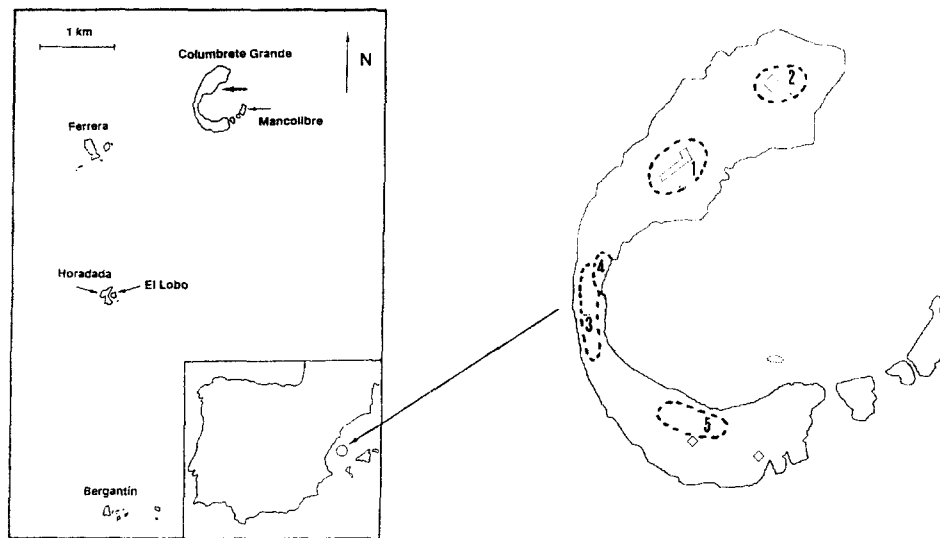 1 km
Columbrete Grande
N
Mancolibre
Ferrera
Horadada
El Lobo
Bergantín
2
1
4
3
5